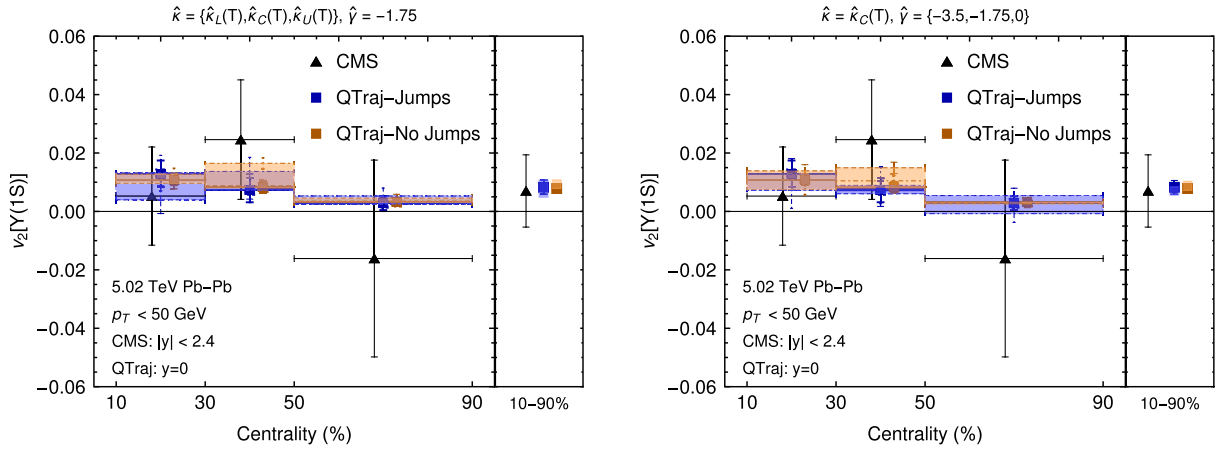 κ̂ = {κ̂_L(T),κ̂_C(T),κ̂_U(T)}, γ̂ = −1.75
0.06
0.04
0.02
0.00
−0.02
−0.04
−0.06
v₂[Υ(1S)]
CMS
QTraj−Jumps
QTraj−No Jumps
5.02 TeV Pb−Pb
p_T < 50 GeV
CMS: |y| < 2.4
QTraj: y=0
10 30 50 90
10−90%
Centrality (%)
κ̂ = κ̂_C(T), γ̂ = {−3.5,−1.75,0}
0.06
0.04
0.02
0.00
−0.02
−0.04
−0.06
v₂[Υ(1S)]
CMS
QTraj−Jumps
QTraj−No Jumps
5.02 TeV Pb−Pb
p_T < 50 GeV
CMS: |y| < 2.4
QTraj: y=0
10 30 50 90
10−90%
Centrality (%)